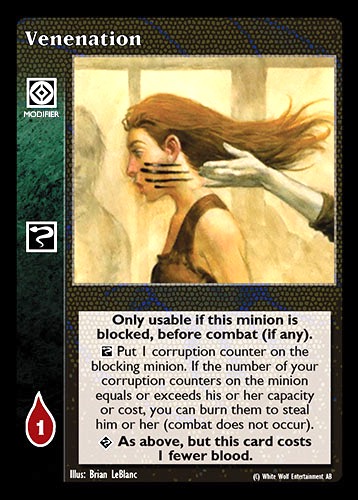 Venenation
MODIFIER
Only usable if this minion is
blocked, before combat (if any).
Put 1 corruption counter on the
blocking minion. If the number of your
corruption counters on the minion
equals or exceeds his or her capacity
or cost, you can burn them to steal
him or her (combat does not occur).
As above, but this card costs
1 fewer blood.
1
Illus: Brian LeBlanc (C) White Wolf Entertainment AB